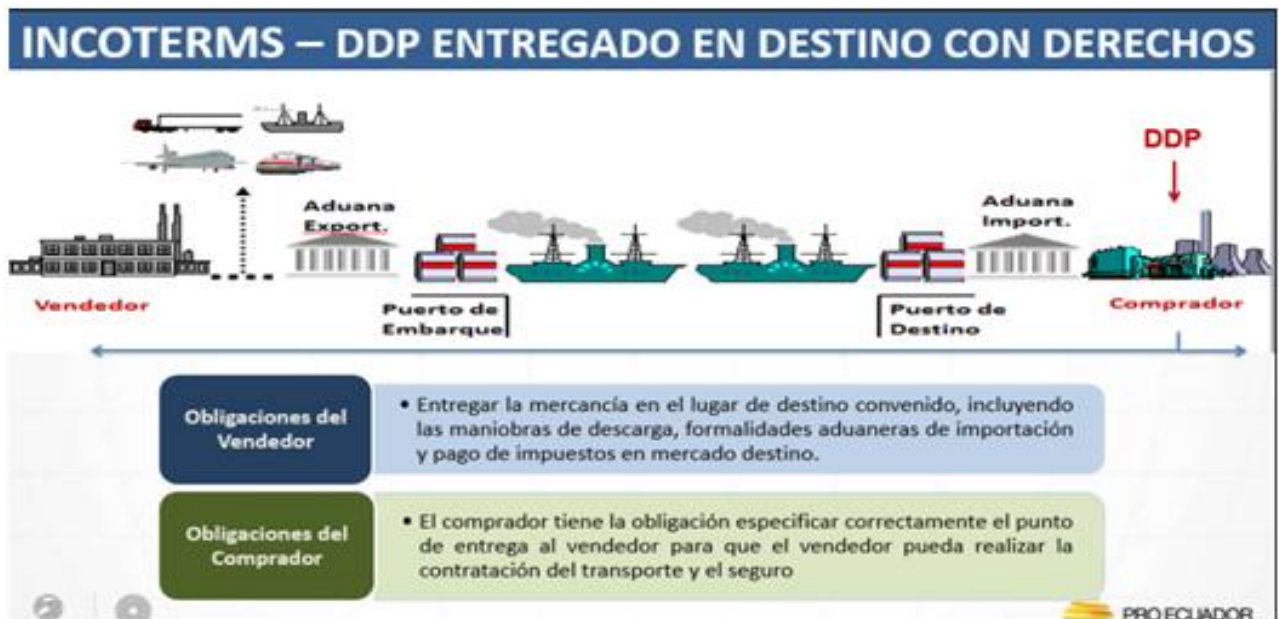 INCOTERMS – DDP ENTREGADO EN DESTINO CON DERECHOS
DDP
Aduana
Export.
Aduana
Import.
Vendedor
Puerto de
Embarque
Puerto de
Destino
Comprador
Obligaciones del
Vendedor
• Entregar la mercancía en el lugar de destino convenido, incluyendo
las maniobras de descarga, formalidades aduaneras de importación
y pago de impuestos en mercado destino.
Obligaciones del
Comprador
• El comprador tiene la obligación especificar correctamente el punto
de entrega al vendedor para que el vendedor pueda realizar la
contratación del transporte y el seguro
PRO ECUADOR